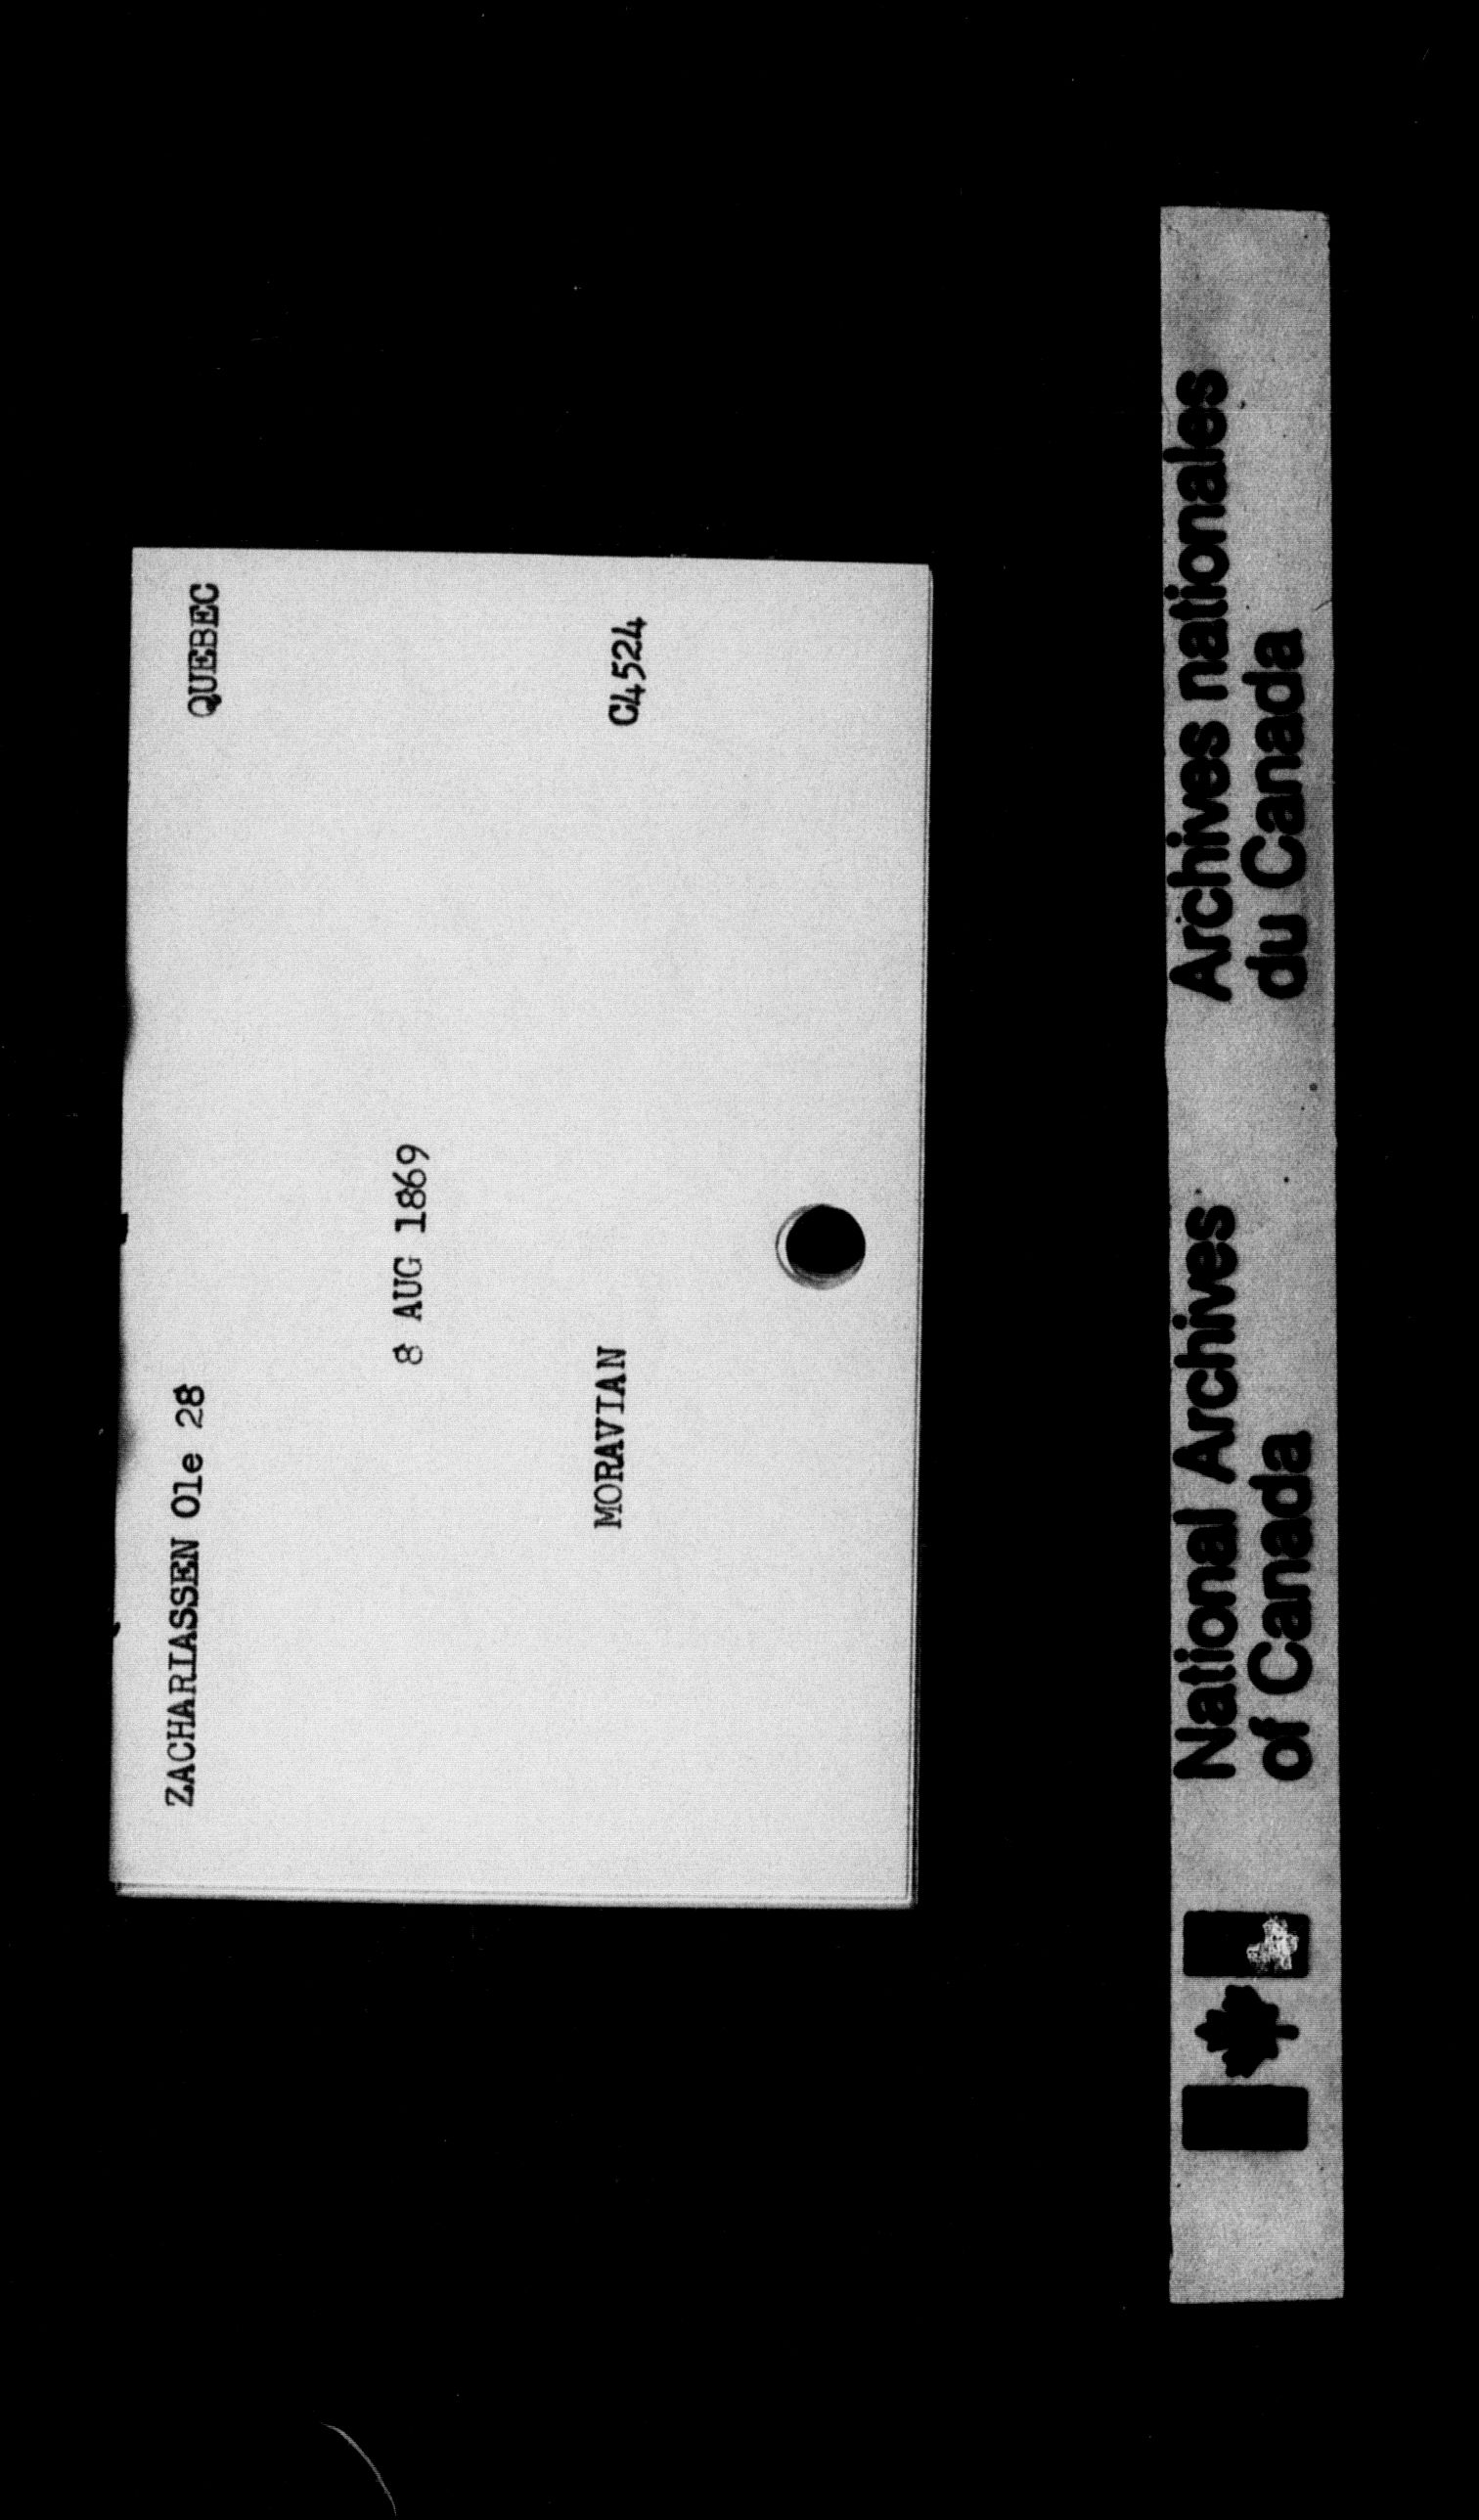 ZACHARIASSEN Ole 28 QUEBEC
8 AUG 1869
MORAVIAN C4524
National Archives
of Canada
Archives nationales
du Canada